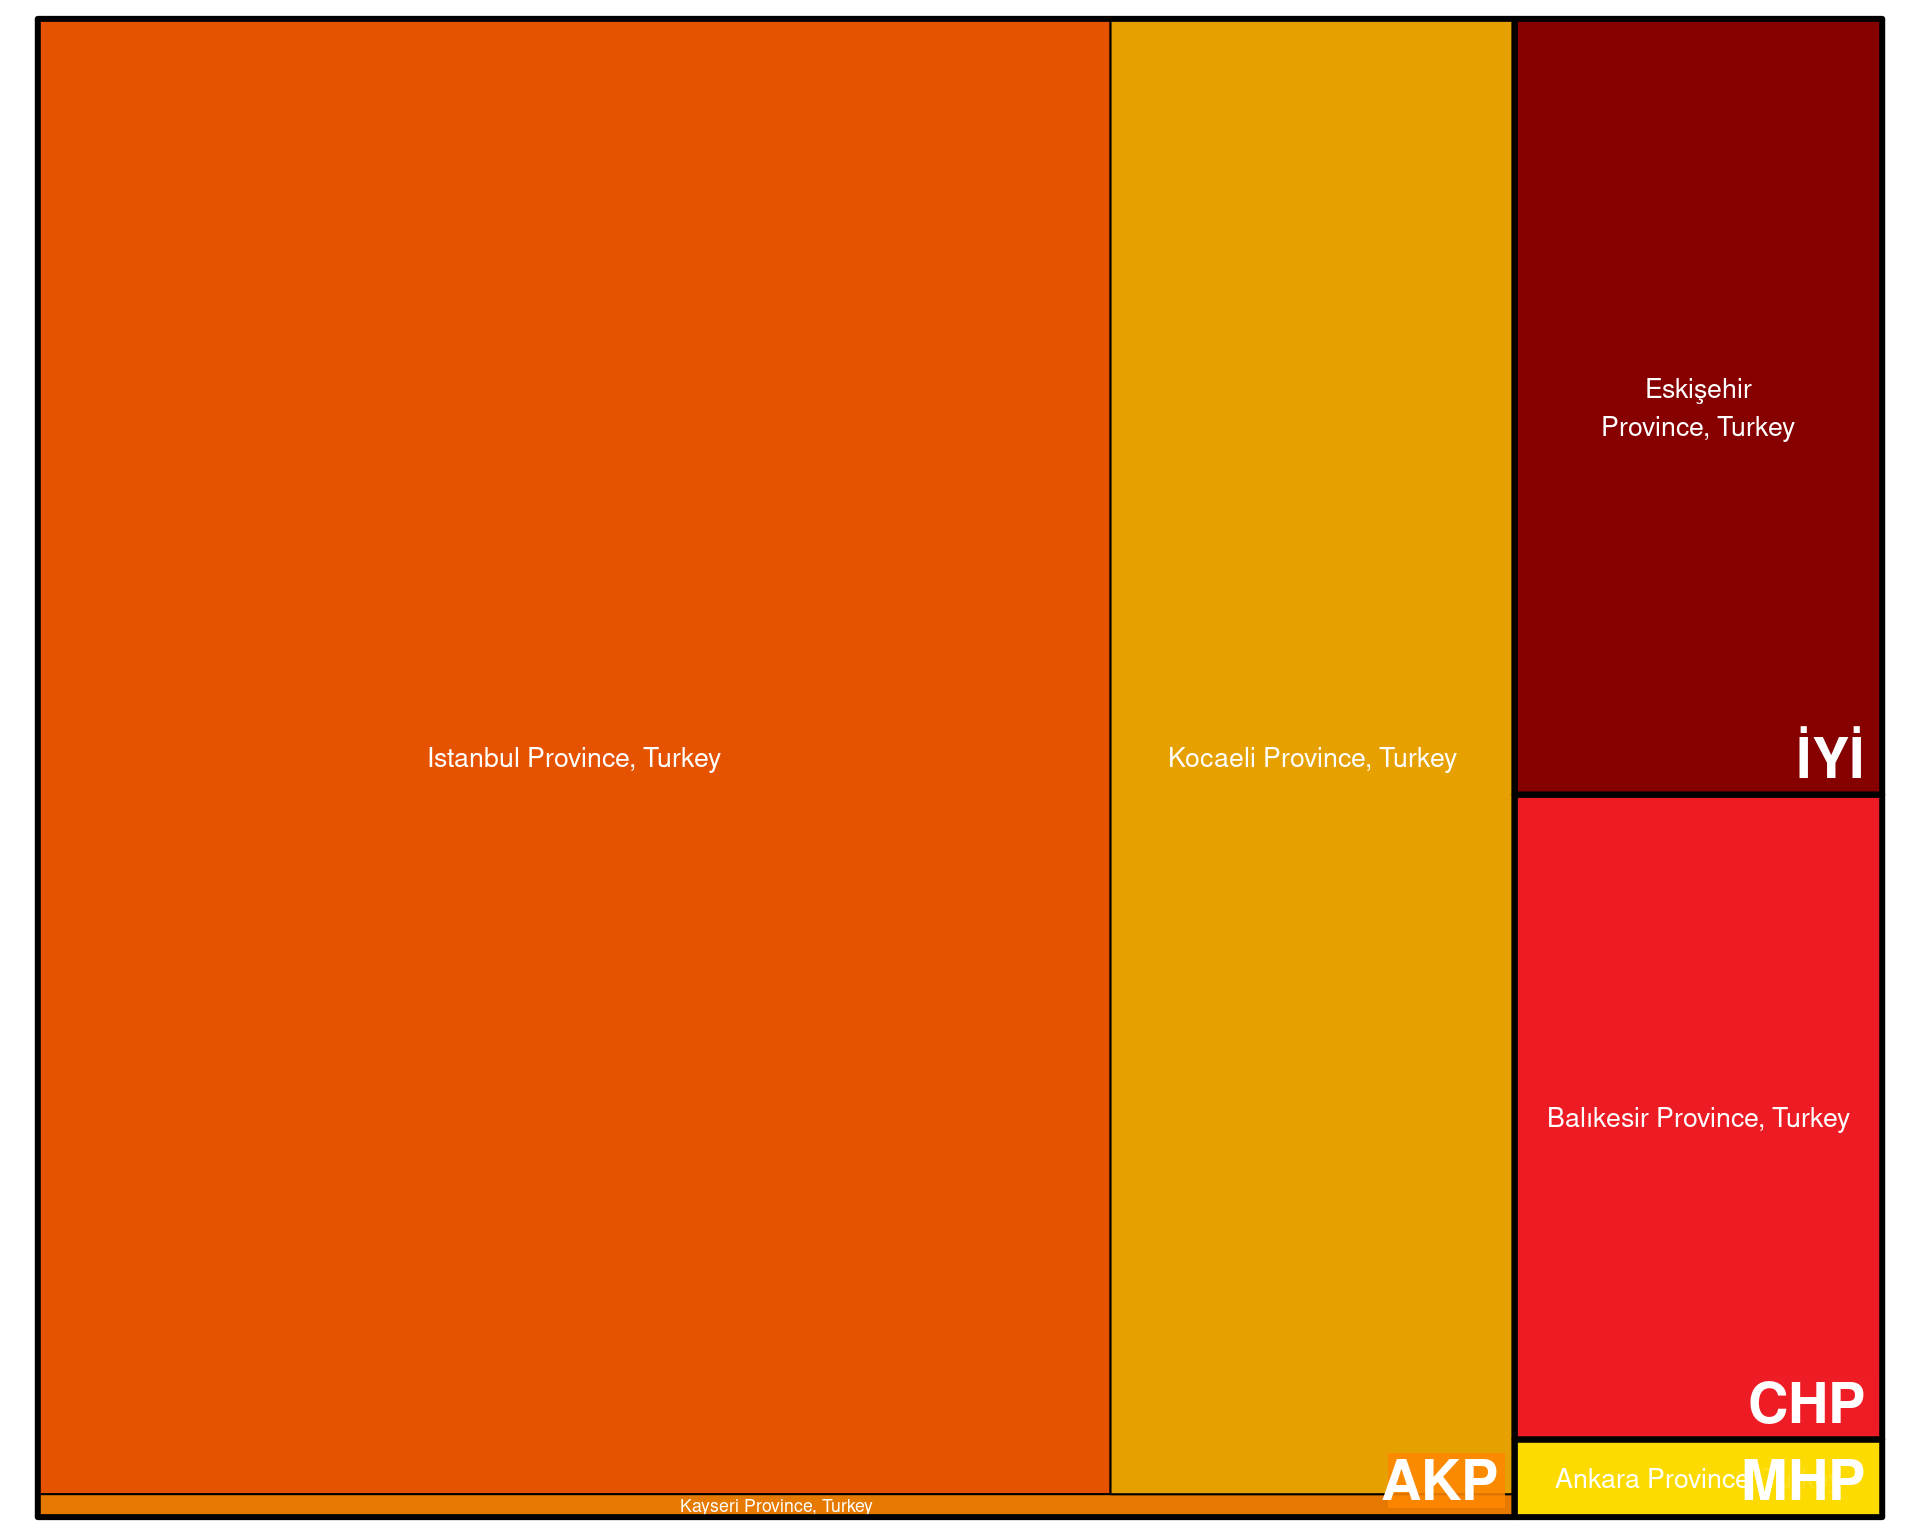 Istanbul Province, Turkey
Kocaeli Province, Turkey
Kayseri Province, Turkey
AKP
Eskişehir
Province, Turkey
İYİ
Balıkesir Province, Turkey
CHP
Ankara Province
MHP